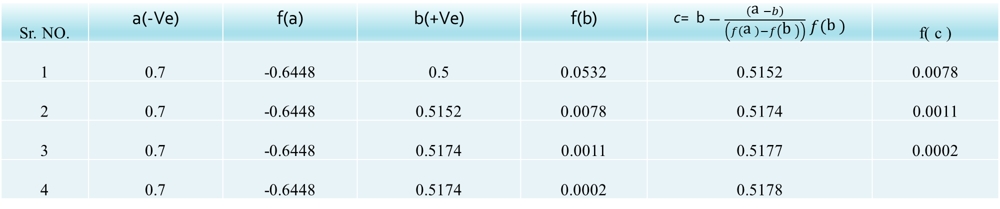 Sr. NO. a(-Ve) f(a) b(+Ve) f(b) c= b − (a −b)/(f(a)−f(b)) f(b) f( c )
1 0.7 -0.6448 0.5 0.0532 0.5152 0.0078
2 0.7 -0.6448 0.5152 0.0078 0.5174 0.0011
3 0.7 -0.6448 0.5174 0.0011 0.5177 0.0002
4 0.7 -0.6448 0.5174 0.0002 0.5178